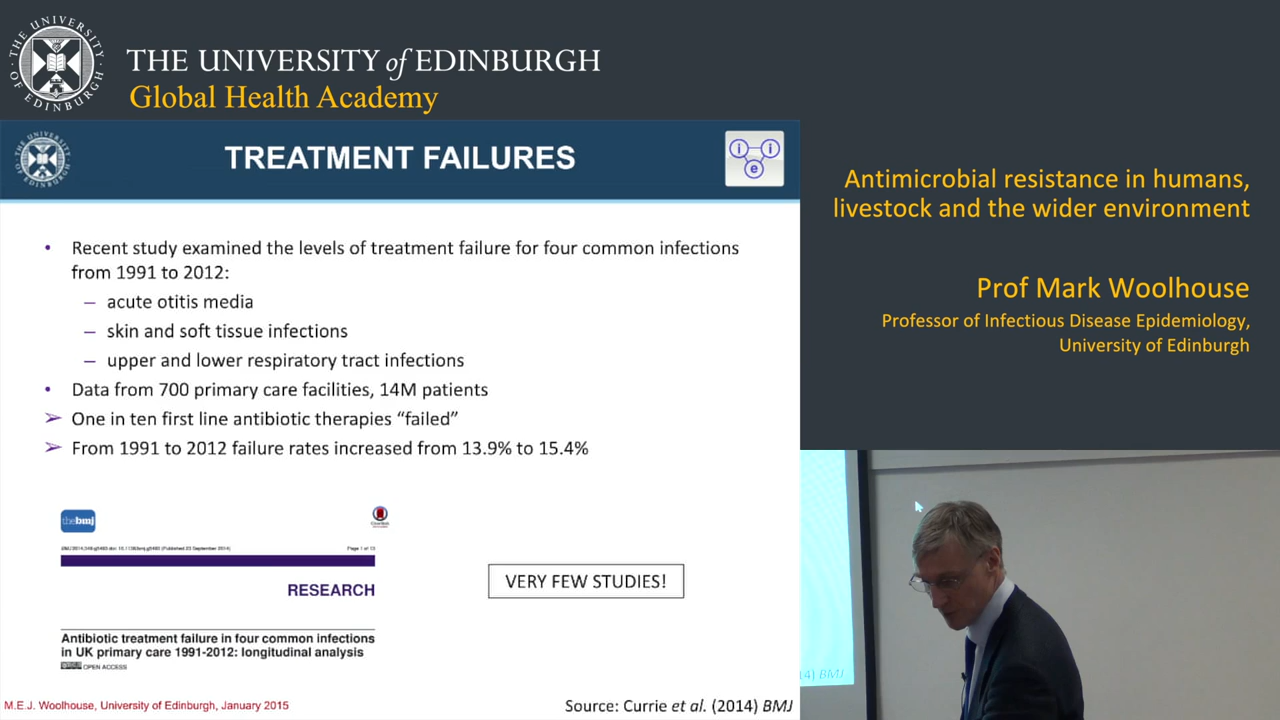 THE UNIVERSITY of EDINBURGH
Global Health Academy
TREATMENT FAILURES
i i
e
• Recent study examined the levels of treatment failure for four common infections
from 1991 to 2012:
– acute otitis media
– skin and soft tissue infections
– upper and lower respiratory tract infections
• Data from 700 primary care facilities, 14M patients
➢ One in ten first line antibiotic therapies “failed”
➢ From 1991 to 2012 failure rates increased from 13.9% to 15.4%
thebmj
Page 1 of 13
RESEARCH
VERY FEW STUDIES!
Antibiotic treatment failure in four common infections
in UK primary care 1991-2012: longitudinal analysis
OPEN ACCESS
M.E.J. Woolhouse, University of Edinburgh, January 2015
Source: Currie et al. (2014) BMJ
Antimicrobial resistance in humans,
livestock and the wider environment
Prof Mark Woolhouse
Professor of Infectious Disease Epidemiology,
University of Edinburgh
14) BMJ